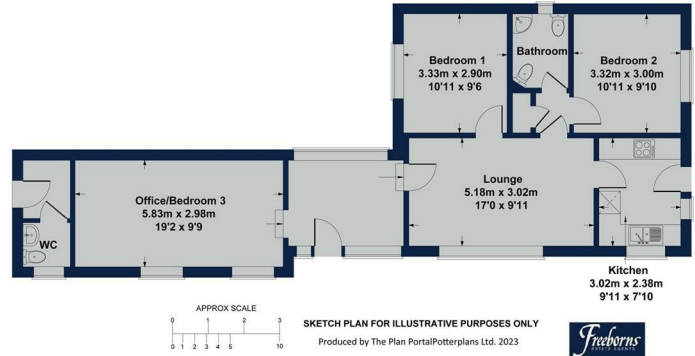 Bedroom 1
3.33m x 2.90m
10'11 x 9'6
Bathroom
Bedroom 2
3.32m x 3.00m
10'11 x 9'10
Office/Bedroom 3
5.83m x 2.98m
19'2 x 9'9
WC
Lounge
5.18m x 3.02m
17'0 x 9'11
Kitchen
3.02m x 2.38m
9'11 x 7'10
APPROX SCALE
0 1 2 3
0 1 2 3 4 5 10
SKETCH PLAN FOR ILLUSTRATIVE PURPOSES ONLY
Produced by The Plan PortalPotterplans Ltd. 2023
Freeborns
ESTATE AGENTS